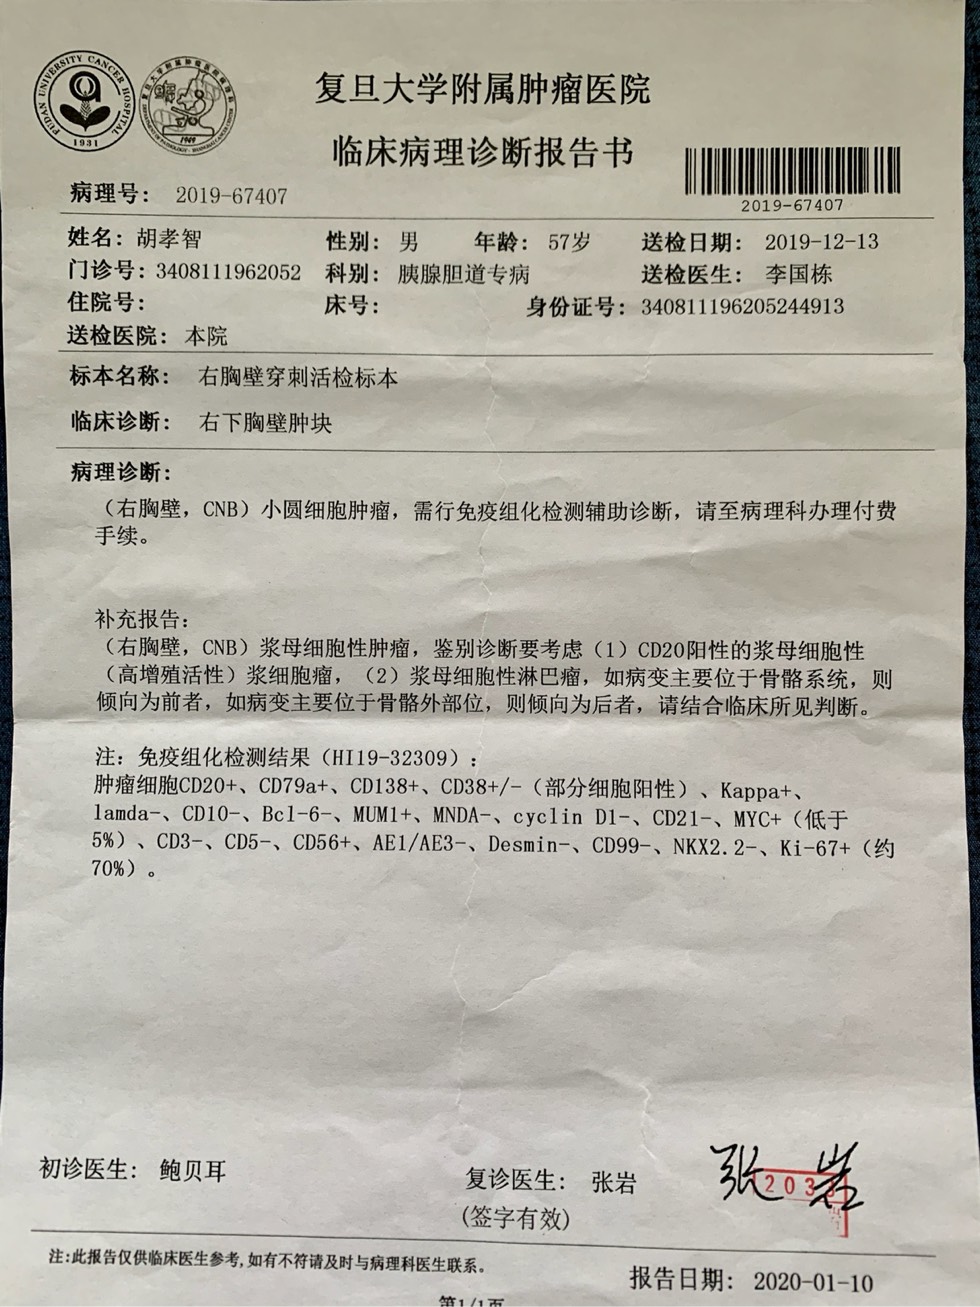 FUDAN UNIVERSITY CANCER HOSPITAL
1931
复旦大学附属肿瘤医院
临床病理诊断报告书
病理号： 2019-67407
2019-67407
姓名：胡孝智 性别：男 年龄：57岁 送检日期：2019-12-13
门诊号：3408111962052 科别：胰腺胆道专病 送检医生：李国栋
住院号： 床号： 身份证号：340811196205244913
送检医院：本院
标本名称： 右胸壁穿刺活检标本
临床诊断： 右下胸壁肿块
病理诊断：
（右胸壁，CNB）小圆细胞肿瘤，需行免疫组化检测辅助诊断，请至病理科办理付费
手续。
补充报告：
（右胸壁，CNB）浆母细胞性肿瘤，鉴别诊断要考虑（1）CD20阳性的浆母细胞性
（高增殖活性）浆细胞瘤，（2）浆母细胞性淋巴瘤，如病变主要位于骨骼系统，则
倾向为前者，如病变主要位于骨骼外部位，则倾向为后者，请结合临床所见判断。
注：免疫组化检测结果（HI19-32309）：
肿瘤细胞CD20+、CD79a+、CD138+、CD38+/-（部分细胞阳性）、Kappa+、
lamda-、CD10-、Bcl-6-、MUM1+、MNDA-、cyclin D1-、CD21-、MYC+（低于
5%）、CD3-、CD5-、CD56+、AE1/AE3-、Desmin-、CD99-、NKX2.2-、Ki-67+（约
70%）。
初诊医生： 鲍贝耳 复诊医生： 张岩 张岩
(签字有效)
注:此报告仅供临床医生参考,如有不符请及时与病理科医生联系。
报告日期： 2020-01-10
第1/1页